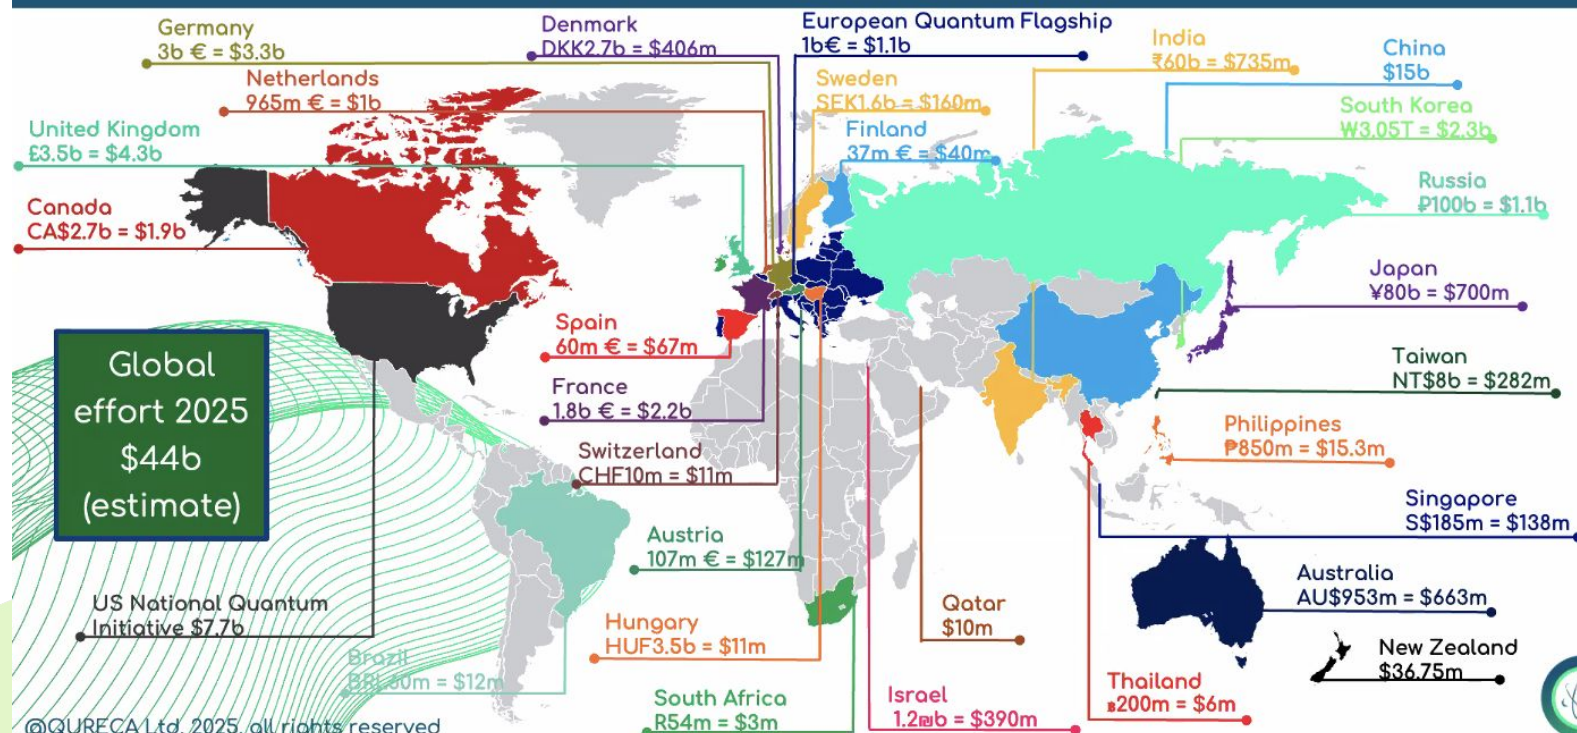 Germany
3b € = $3.3b
Denmark
DKK2.7b = $406m
European Quantum Flagship
1b€ = $1.1b
India
₹60b = $735m
China
$15b
Netherlands
965m € = $1b
Sweden
SEK1.6b = $160m
South Korea
₩3.05T = $2.3b
United Kingdom
£3.5b = $4.3b
Finland
37m € = $40m
Russia
₽100b = $1.1b
Canada
CA$2.7b = $1.9b
Japan
¥80b = $700m
Spain
60m € = $67m
Global
effort 2025
$44b
(estimate)
Taiwan
NT$8b = $282m
France
1.8b € = $2.2b
Philippines
₱850m = $15.3m
Switzerland
CHF10m = $11m
Singapore
S$185m = $138m
Austria
107m € = $127m
Australia
AU$953m = $663m
US National Quantum
Initiative $7.7b
Qatar
$10m
Hungary
HUF3.5b = $11m
New Zealand
$36.75m
Brazil
BRL60m = $12m
South Africa
R54m = $3m
Israel
1.2₪b = $390m
Thailand
฿200m = $6m
@QURECA Ltd. 2025, all rights reserved